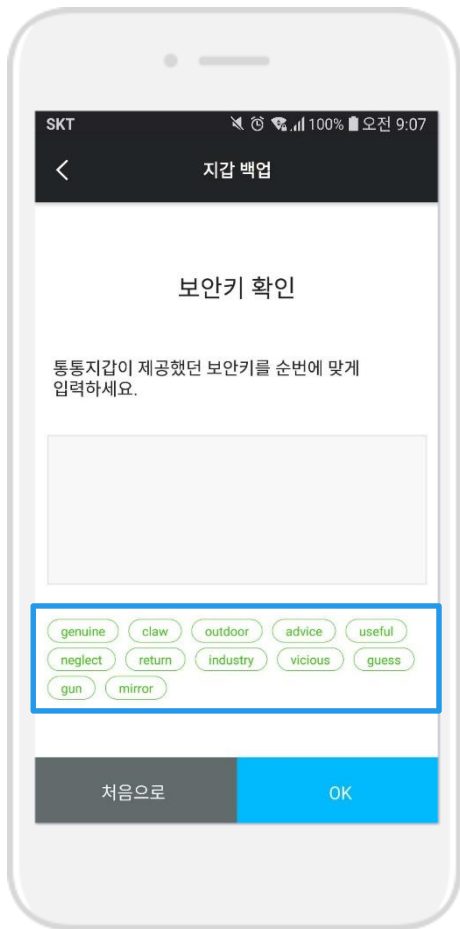 SKT 100% 오전 9:07
지갑 백업
보안키 확인
통통지갑이 제공했던 보안키를 순번에 맞게
입력하세요.
genuine claw outdoor advice useful
neglect return industry vicious guess
gun mirror
처음으로 OK